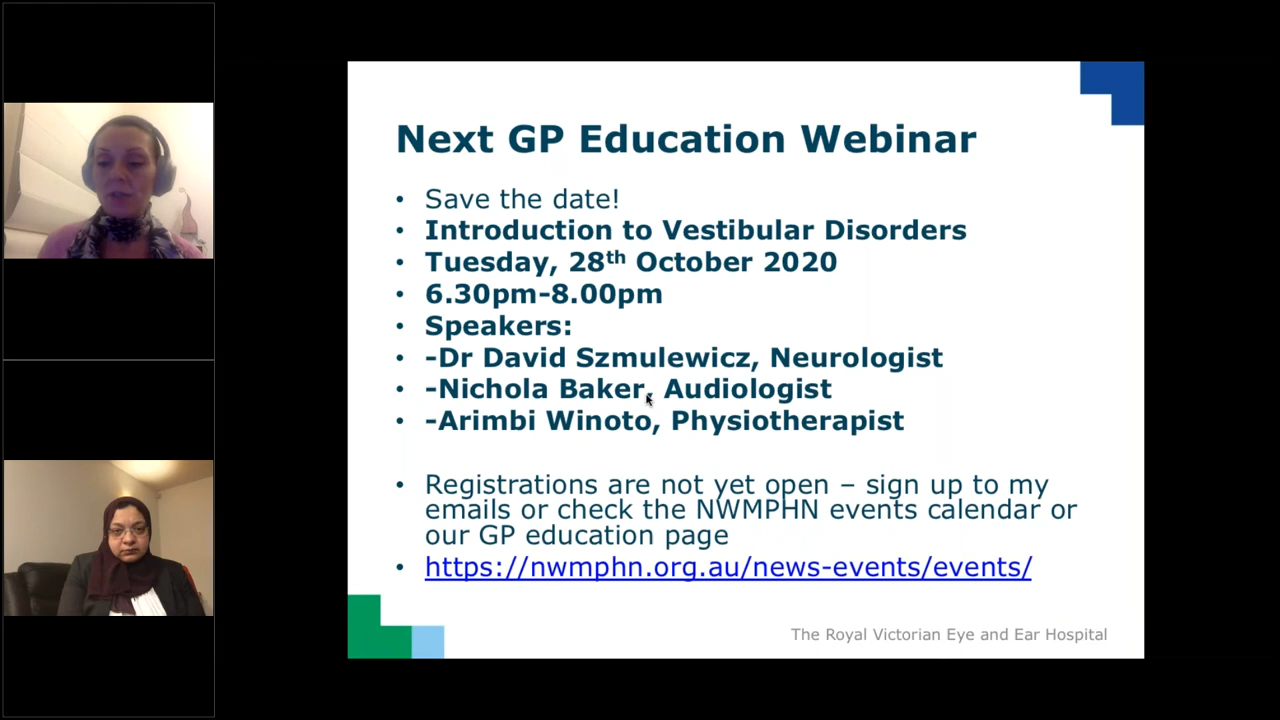 Next GP Education Webinar
• Save the date!
• Introduction to Vestibular Disorders
• Tuesday, 28th October 2020
• 6.30pm-8.00pm
• Speakers:
• -Dr David Szmulewicz, Neurologist
• -Nichola Baker, Audiologist
• -Arimbi Winoto, Physiotherapist
• Registrations are not yet open – sign up to my
emails or check the NWMPHN events calendar or
our GP education page
• https://nwmphn.org.au/news-events/events/
The Royal Victorian Eye and Ear Hospital